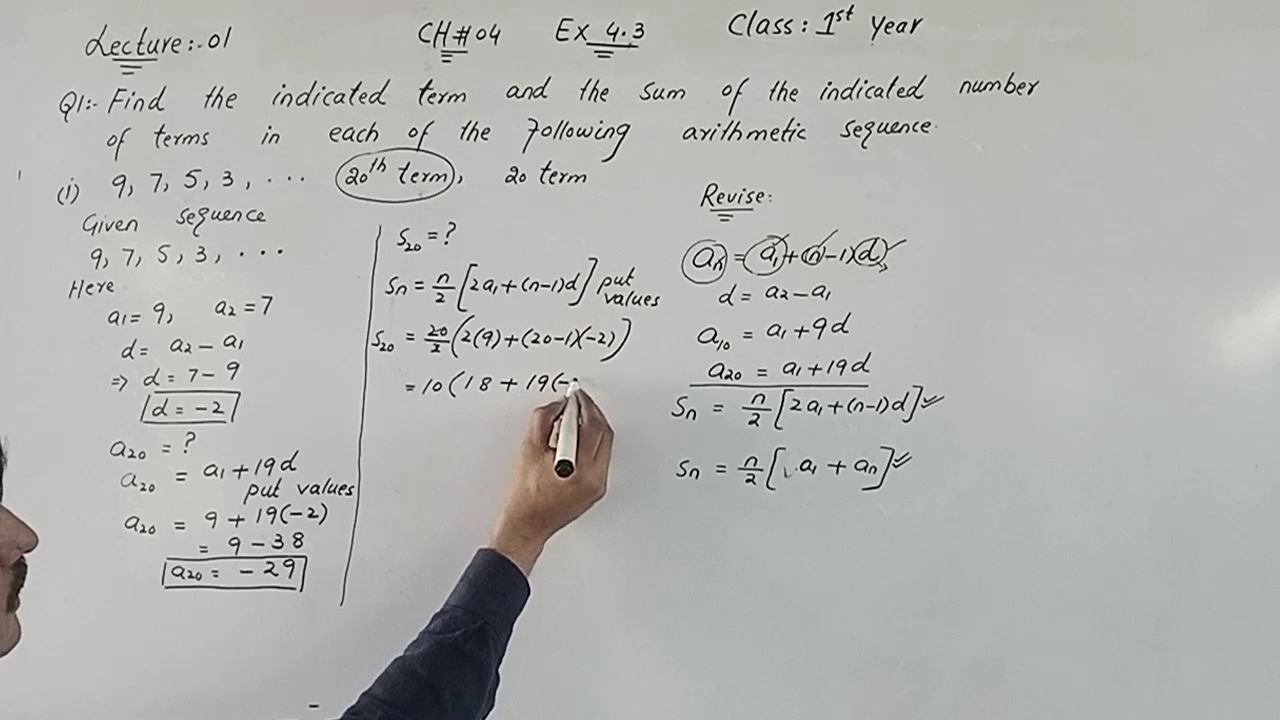 Lecture:-01 CH#04 Ex 4.3 Class: 1st Year
Q1:- Find the indicated term and the sum of the indicated number
of terms in each of the following arithmetic sequence.
(i) 9, 7, 5, 3, ... 20th term, 20 term
Given sequence
9, 7, 5, 3, ...
Here
a1 = 9, a2 = 7
d = a2 - a1
=> d = 7 - 9
d = -2
a20 = ?
a20 = a1 + 19d
put values
a20 = 9 + 19(-2)
= 9 - 38
a20 = -29
S20 = ?
Sn = n/2 [2a1 + (n-1)d] put values
S20 = 20/2 (2(9) + (20-1)(-2))
= 10 (18 + 19(-
Revise:
an = a1 + (n-1)d
d = a2 - a1
a10 = a1 + 9d
a20 = a1 + 19d
Sn = n/2 [2a1 + (n-1)d] ✓
Sn = n/2 [a1 + an] ✓